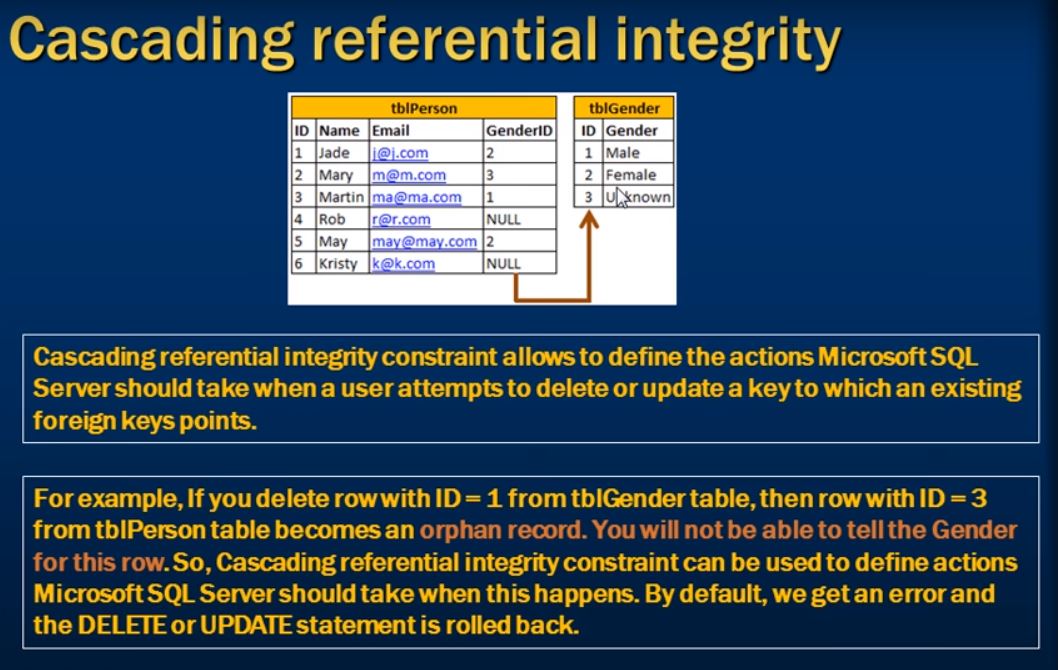 Cascading referential integrity
tblPerson tblGender
ID Name Email GenderID ID Gender
1 Jade j@j.com 2 1 Male
2 Mary m@m.com 3 2 Female
3 Martin ma@ma.com 1 3 Unknown
4 Rob r@r.com NULL
5 May may@may.com 2
6 Kristy k@k.com NULL
Cascading referential integrity constraint allows to define the actions Microsoft SQL
Server should take when a user attempts to delete or update a key to which an existing
foreign keys points.
For example, If you delete row with ID = 1 from tblGender table, then row with ID = 3
from tblPerson table becomes an orphan record. You will not be able to tell the Gender
for this row. So, Cascading referential integrity constraint can be used to define actions
Microsoft SQL Server should take when this happens. By default, we get an error and
the DELETE or UPDATE statement is rolled back.